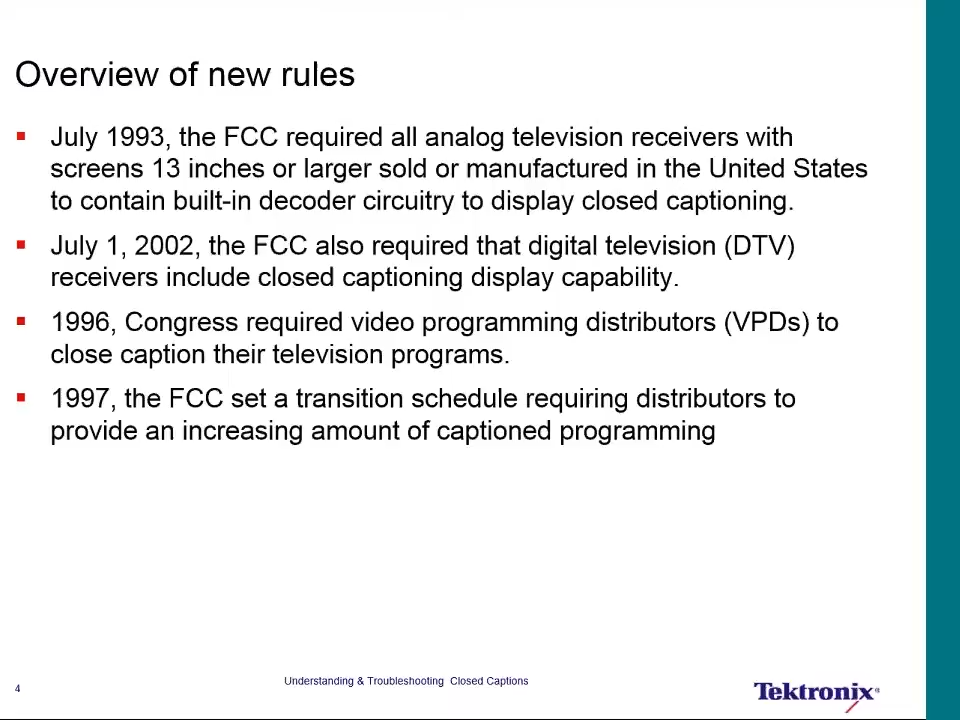 Overview of new rules
July 1993, the FCC required all analog television receivers with
screens 13 inches or larger sold or manufactured in the United States
to contain built-in decoder circuitry to display closed captioning.
July 1, 2002, the FCC also required that digital television (DTV)
receivers include closed captioning display capability.
1996, Congress required video programming distributors (VPDs) to
close caption their television programs.
1997, the FCC set a transition schedule requiring distributors to
provide an increasing amount of captioned programming
4
Understanding & Troubleshooting Closed Captions
Tektronix®